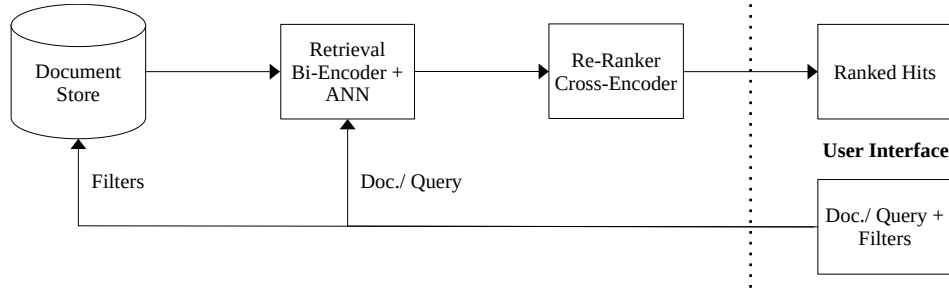 Document
Store
Retrieval
Bi-Encoder +
ANN
Re-Ranker
Cross-Encoder
Ranked Hits
User Interface
Filters
Doc./ Query
Doc./ Query +
Filters